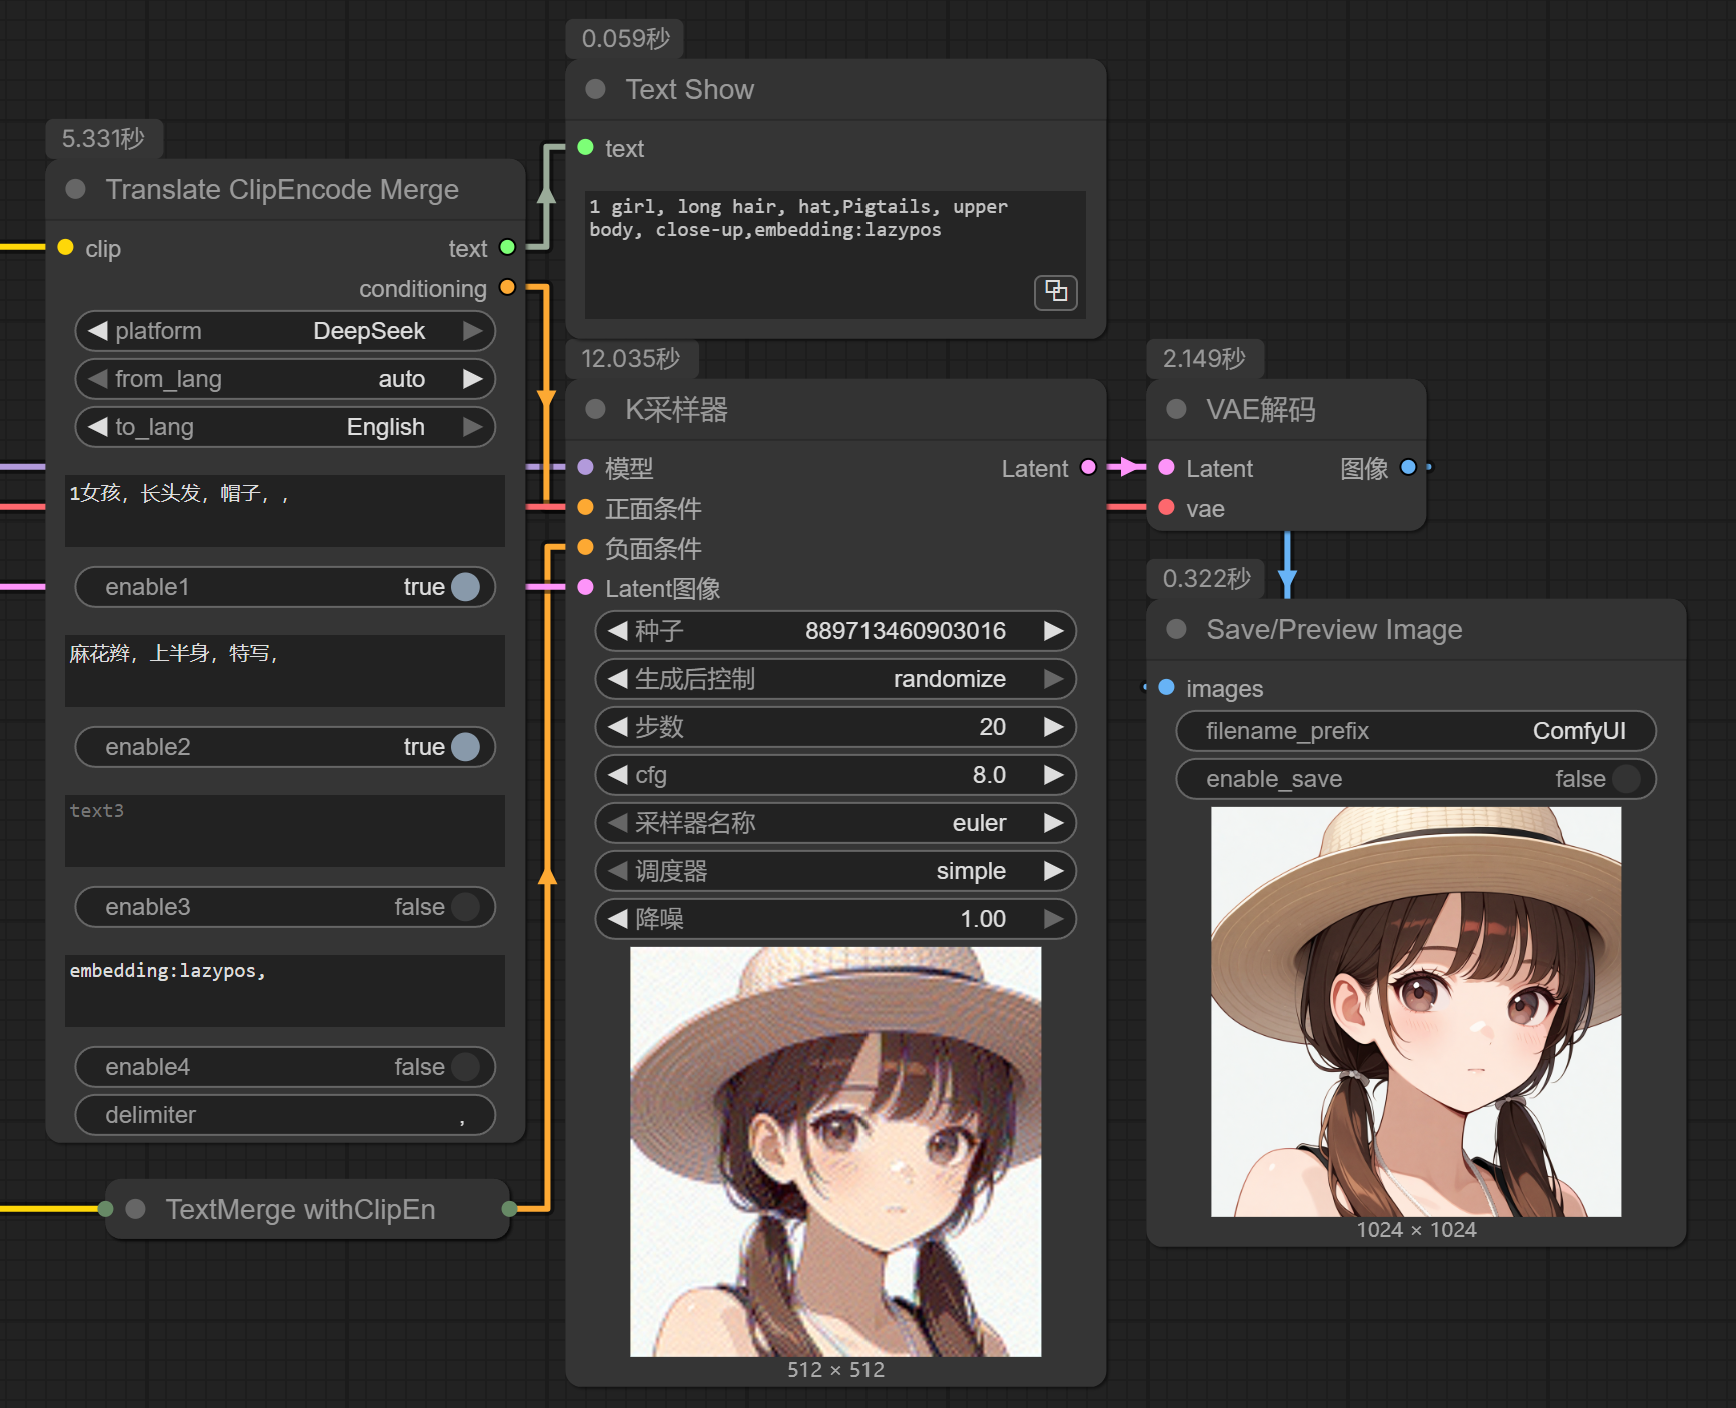 5.331秒
Translate ClipEncode Merge
clip
text
conditioning
platform DeepSeek
from_lang auto
to_lang English
1女孩，长头发，帽子，,
enable1 true
麻花辫，上半身，特写，
enable2 true
text3
enable3 false
embedding:lazypos,
enable4 false
delimiter ,
TextMerge withClipEn
0.059秒
Text Show
text
1 girl, long hair, hat,Pigtails, upper
body, close-up,embedding:lazypos
12.035秒
K采样器
模型 Latent
正面条件
负面条件
Latent图像
种子 889713460903016
生成后控制 randomize
步数 20
cfg 8.0
采样器名称 euler
调度器 simple
降噪 1.00
512 × 512
2.149秒
VAE解码
Latent 图像
vae
0.322秒
Save/Preview Image
images
filename_prefix ComfyUI
enable_save false
1024 × 1024